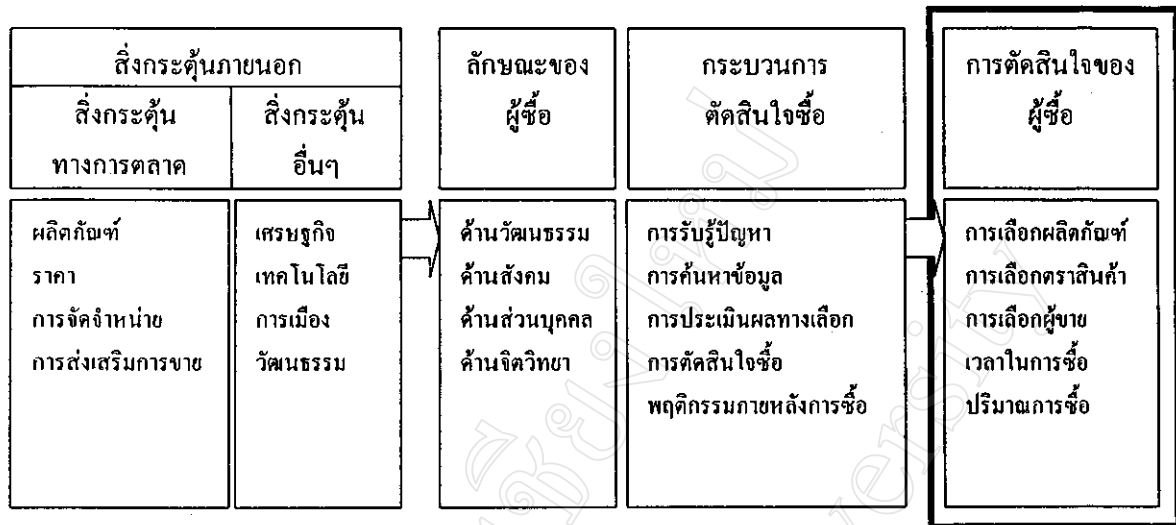 สิ่งกระตุ้นภายนอก
สิ่งกระตุ้น
ทางการตลาด
สิ่งกระตุ้น
อื่นๆ
ลักษณะของ
ผู้ซื้อ
กระบวนการ
ตัดสินใจซื้อ
การตัดสินใจของ
ผู้ซื้อ
ผลิตภัณฑ์
ราคา
การจัดจำหน่าย
การส่งเสริมการขาย
เศรษฐกิจ
เทคโนโลยี
การเมือง
วัฒนธรรม
ด้านวัฒนธรรม
ด้านสังคม
ด้านส่วนบุคคล
ด้านจิตวิทยา
การรับรู้ปัญหา
การค้นหาข้อมูล
การประเมินผลทางเลือก
การตัดสินใจซื้อ
พฤติกรรมภายหลังการซื้อ
การเลือกผลิตภัณฑ์
การเลือกตราสินค้า
การเลือกผู้ขาย
เวลาในการซื้อ
ปริมาณการซื้อ